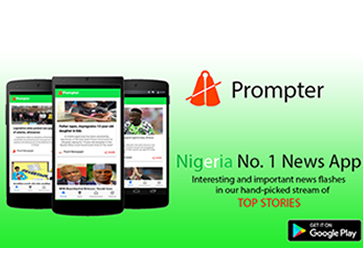 Prompter
Prompter
Nigeria No. 1 News App
Interesting and important news flashes
in our hand-picked stream of
TOP STORIES
GET IT ON
Google Play